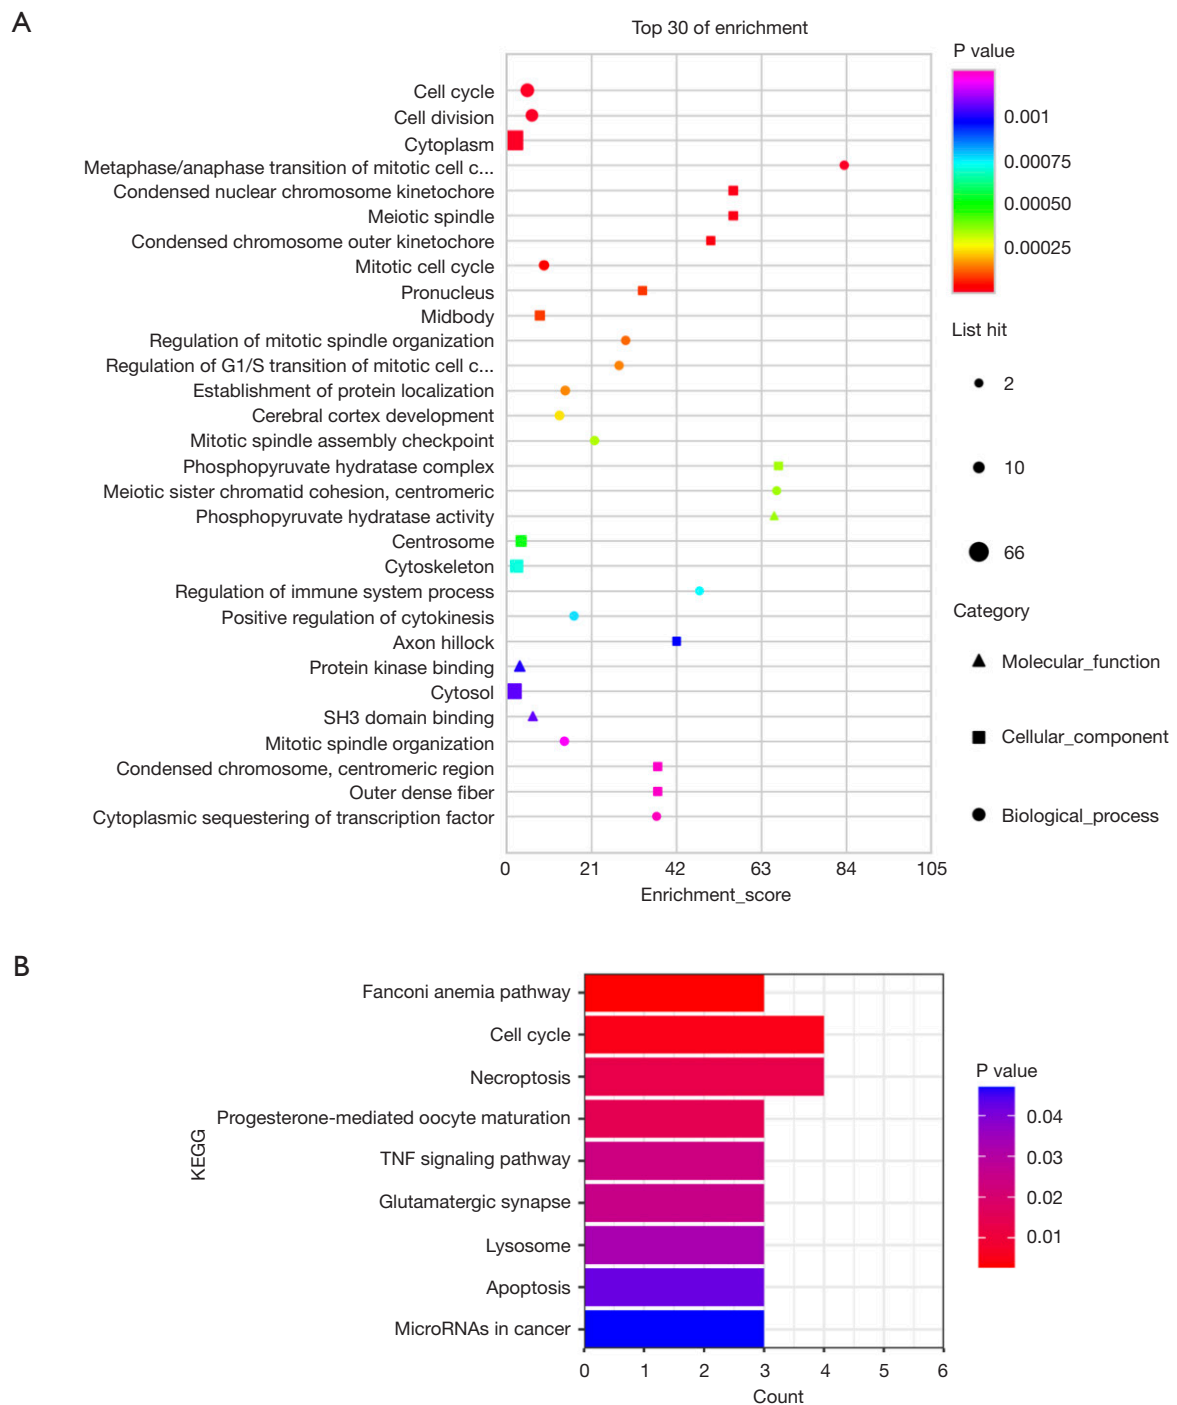 A
Top 30 of enrichment
Cell cycle
Cell division
Cytoplasm
Metaphase/anaphase transition of mitotic cell c...
Condensed nuclear chromosome kinetochore
Meiotic spindle
Condensed chromosome outer kinetochore
Mitotic cell cycle
Pronucleus
Midbody
Regulation of mitotic spindle organization
Regulation of G1/S transition of mitotic cell c...
Establishment of protein localization
Cerebral cortex development
Mitotic spindle assembly checkpoint
Phosphopyruvate hydratase complex
Meiotic sister chromatid cohesion, centromeric
Phosphopyruvate hydratase activity
Centrosome
Cytoskeleton
Regulation of immune system process
Positive regulation of cytokinesis
Axon hillock
Protein kinase binding
Cytosol
SH3 domain binding
Mitotic spindle organization
Condensed chromosome, centromeric region
Outer dense fiber
Cytoplasmic sequestering of transcription factor
0 21 42 63 84 105
Enrichment_score
P value
0.001
0.00075
0.00050
0.00025
List hit
2
10
66
Category
Molecular_function
Cellular_component
Biological_process
B
KEGG
Fanconi anemia pathway
Cell cycle
Necroptosis
Progesterone-mediated oocyte maturation
TNF signaling pathway
Glutamatergic synapse
Lysosome
Apoptosis
MicroRNAs in cancer
0 1 2 3 4 5 6
Count
P value
0.04
0.03
0.02
0.01